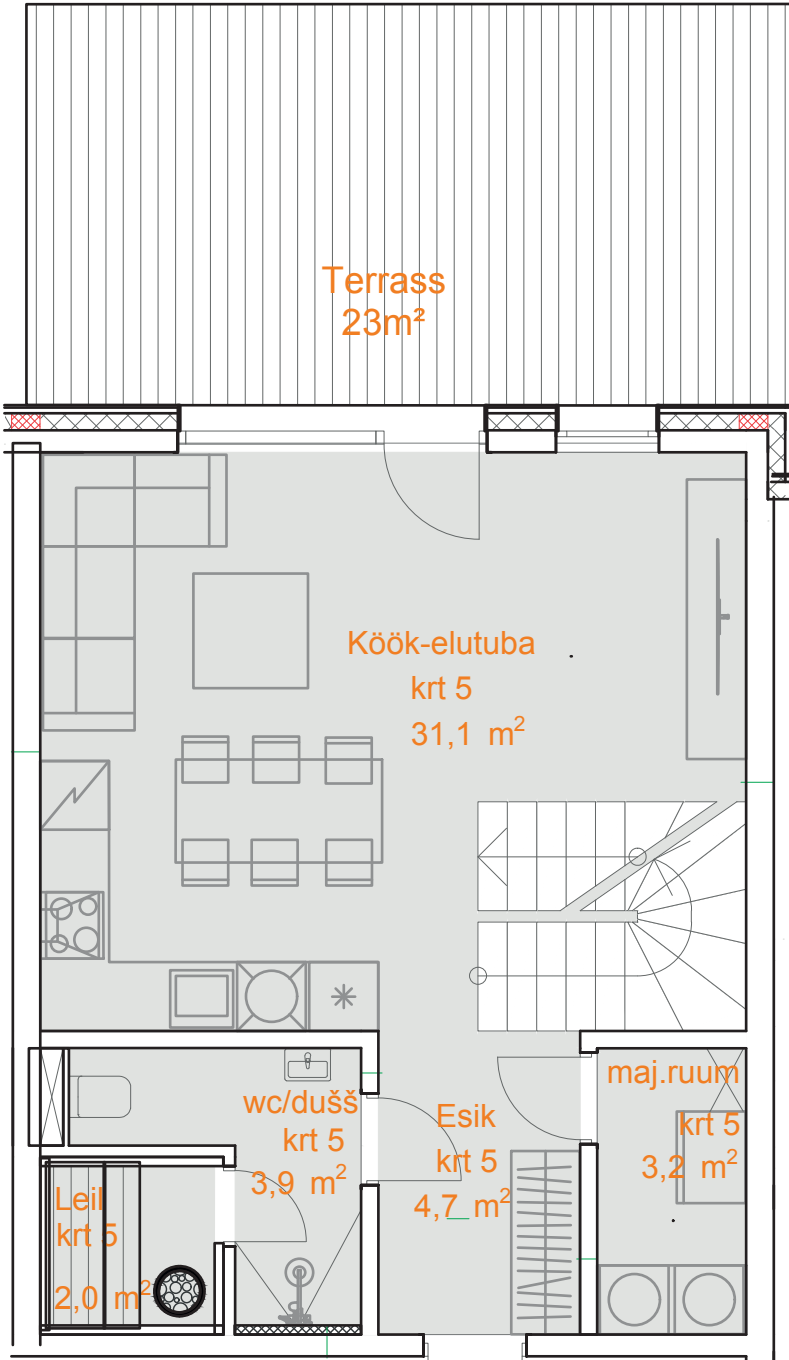 Terrass
23m²
Köök-elutuba
krt 5
31,1 m²
wc/dušš
krt 5
3,9 m²
Esik
krt 5
4,7 m²
maj.ruum
krt 5
3,2 m²
Leil
krt 5
2,0 m²